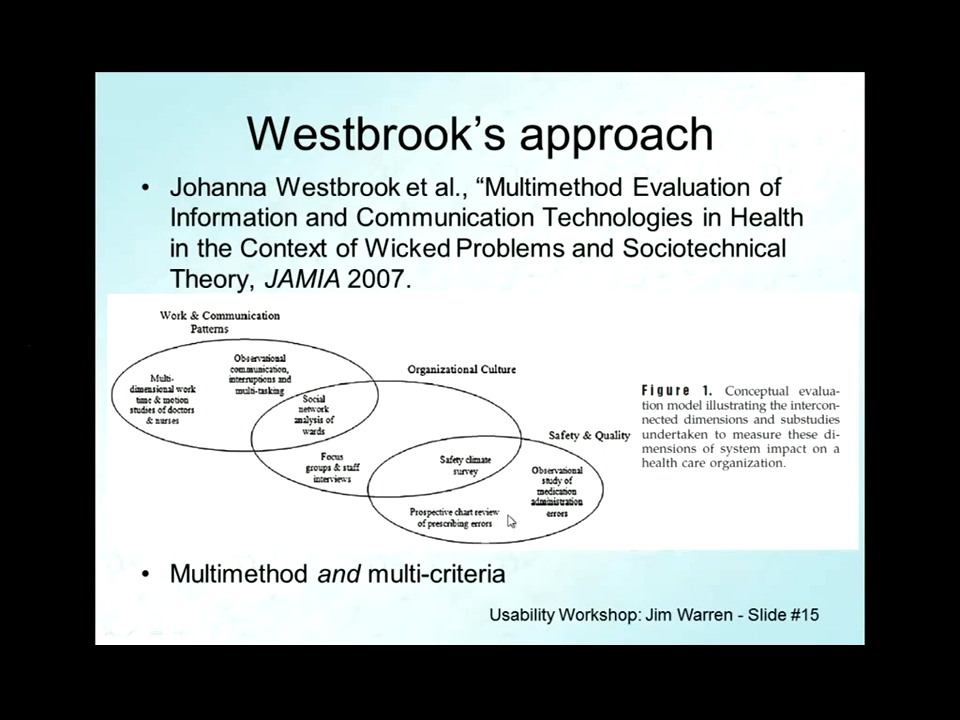 Westbrook's approach
• Johanna Westbrook et al., “Multimethod Evaluation of
Information and Communication Technologies in Health
in the Context of Wicked Problems and Sociotechnical
Theory, JAMIA 2007.
Work & Communication
Patterns
Multi-
dimensional work
time & motion
studies of doctors
& nurses
Observational
communication,
interruptions and
multi-tasking
Social
network
analysis of
wards
Organizational Culture
Focus
groups & staff
interviews
Safety climate
survey
Safety & Quality
Observational
study of
medication
administration
errors
Prospective chart review
of prescribing errors
Figure 1. Conceptual evalua-
tion model illustrating the intercon-
nected dimensions and substudies
undertaken to measure these di-
mensions of system impact on a
health care organization.
• Multimethod and multi-criteria
Usability Workshop: Jim Warren - Slide #15